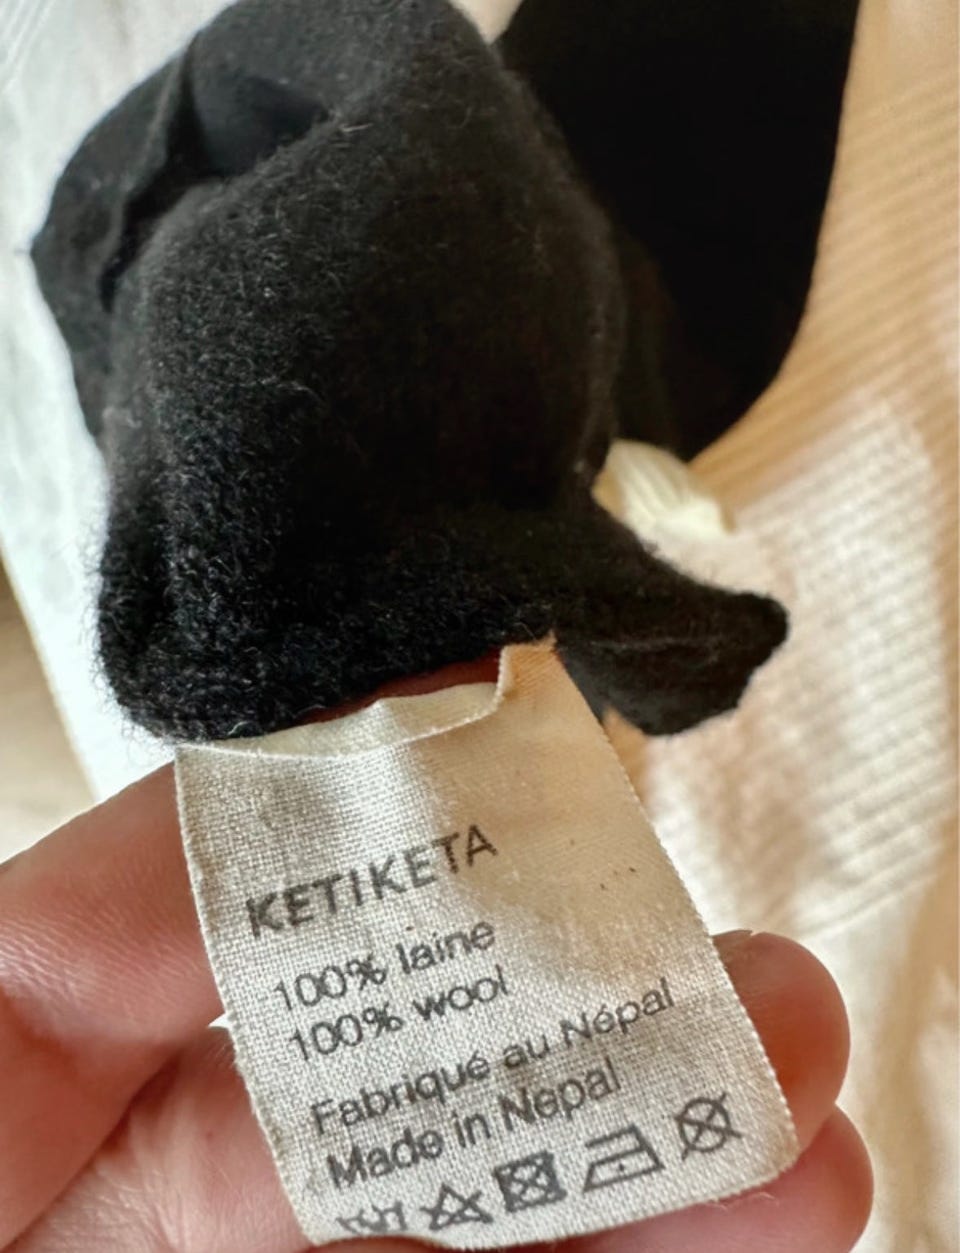 KETIKETA
100% laine
100% wool
Fabriqué au Népal
Made in Nepal